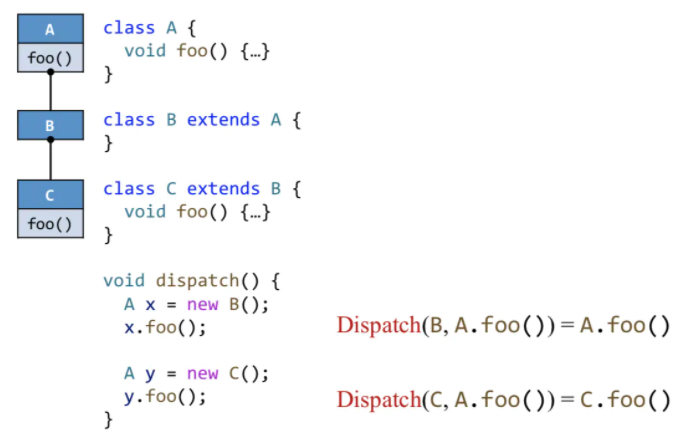 A
foo()
B
C
foo()
class A {
void foo() {…}
}
class B extends A {
}
class C extends B {
void foo() {…}
}
void dispatch() {
A x = new B();
x.foo();
Dispatch(B, A.foo()) = A.foo()
A y = new C();
y.foo();
Dispatch(C, A.foo()) = C.foo()
}